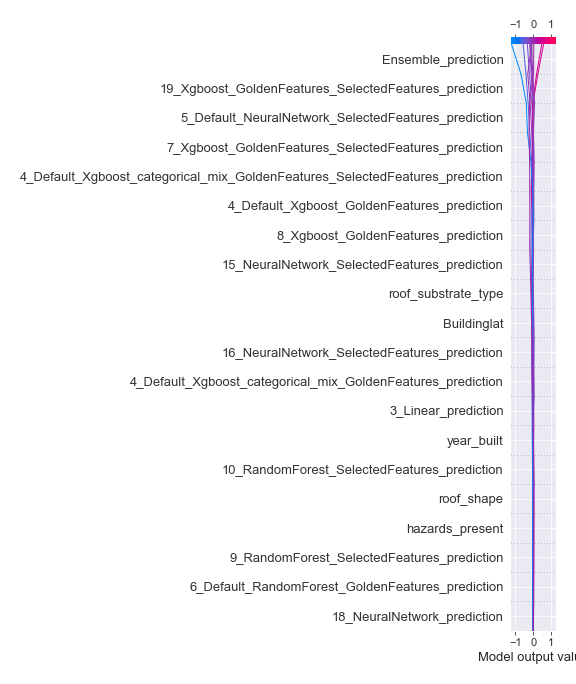 −1 0 1
Ensemble_prediction
19_Xgboost_GoldenFeatures_SelectedFeatures_prediction
5_Default_NeuralNetwork_SelectedFeatures_prediction
7_Xgboost_GoldenFeatures_SelectedFeatures_prediction
4_Default_Xgboost_categorical_mix_GoldenFeatures_SelectedFeatures_prediction
4_Default_Xgboost_GoldenFeatures_prediction
8_Xgboost_GoldenFeatures_prediction
15_NeuralNetwork_SelectedFeatures_prediction
roof_substrate_type
Buildinglat
16_NeuralNetwork_SelectedFeatures_prediction
4_Default_Xgboost_categorical_mix_GoldenFeatures_prediction
3_Linear_prediction
year_built
10_RandomForest_SelectedFeatures_prediction
roof_shape
hazards_present
9_RandomForest_SelectedFeatures_prediction
6_Default_RandomForest_GoldenFeatures_prediction
18_NeuralNetwork_prediction
−1 0 1
Model output valu